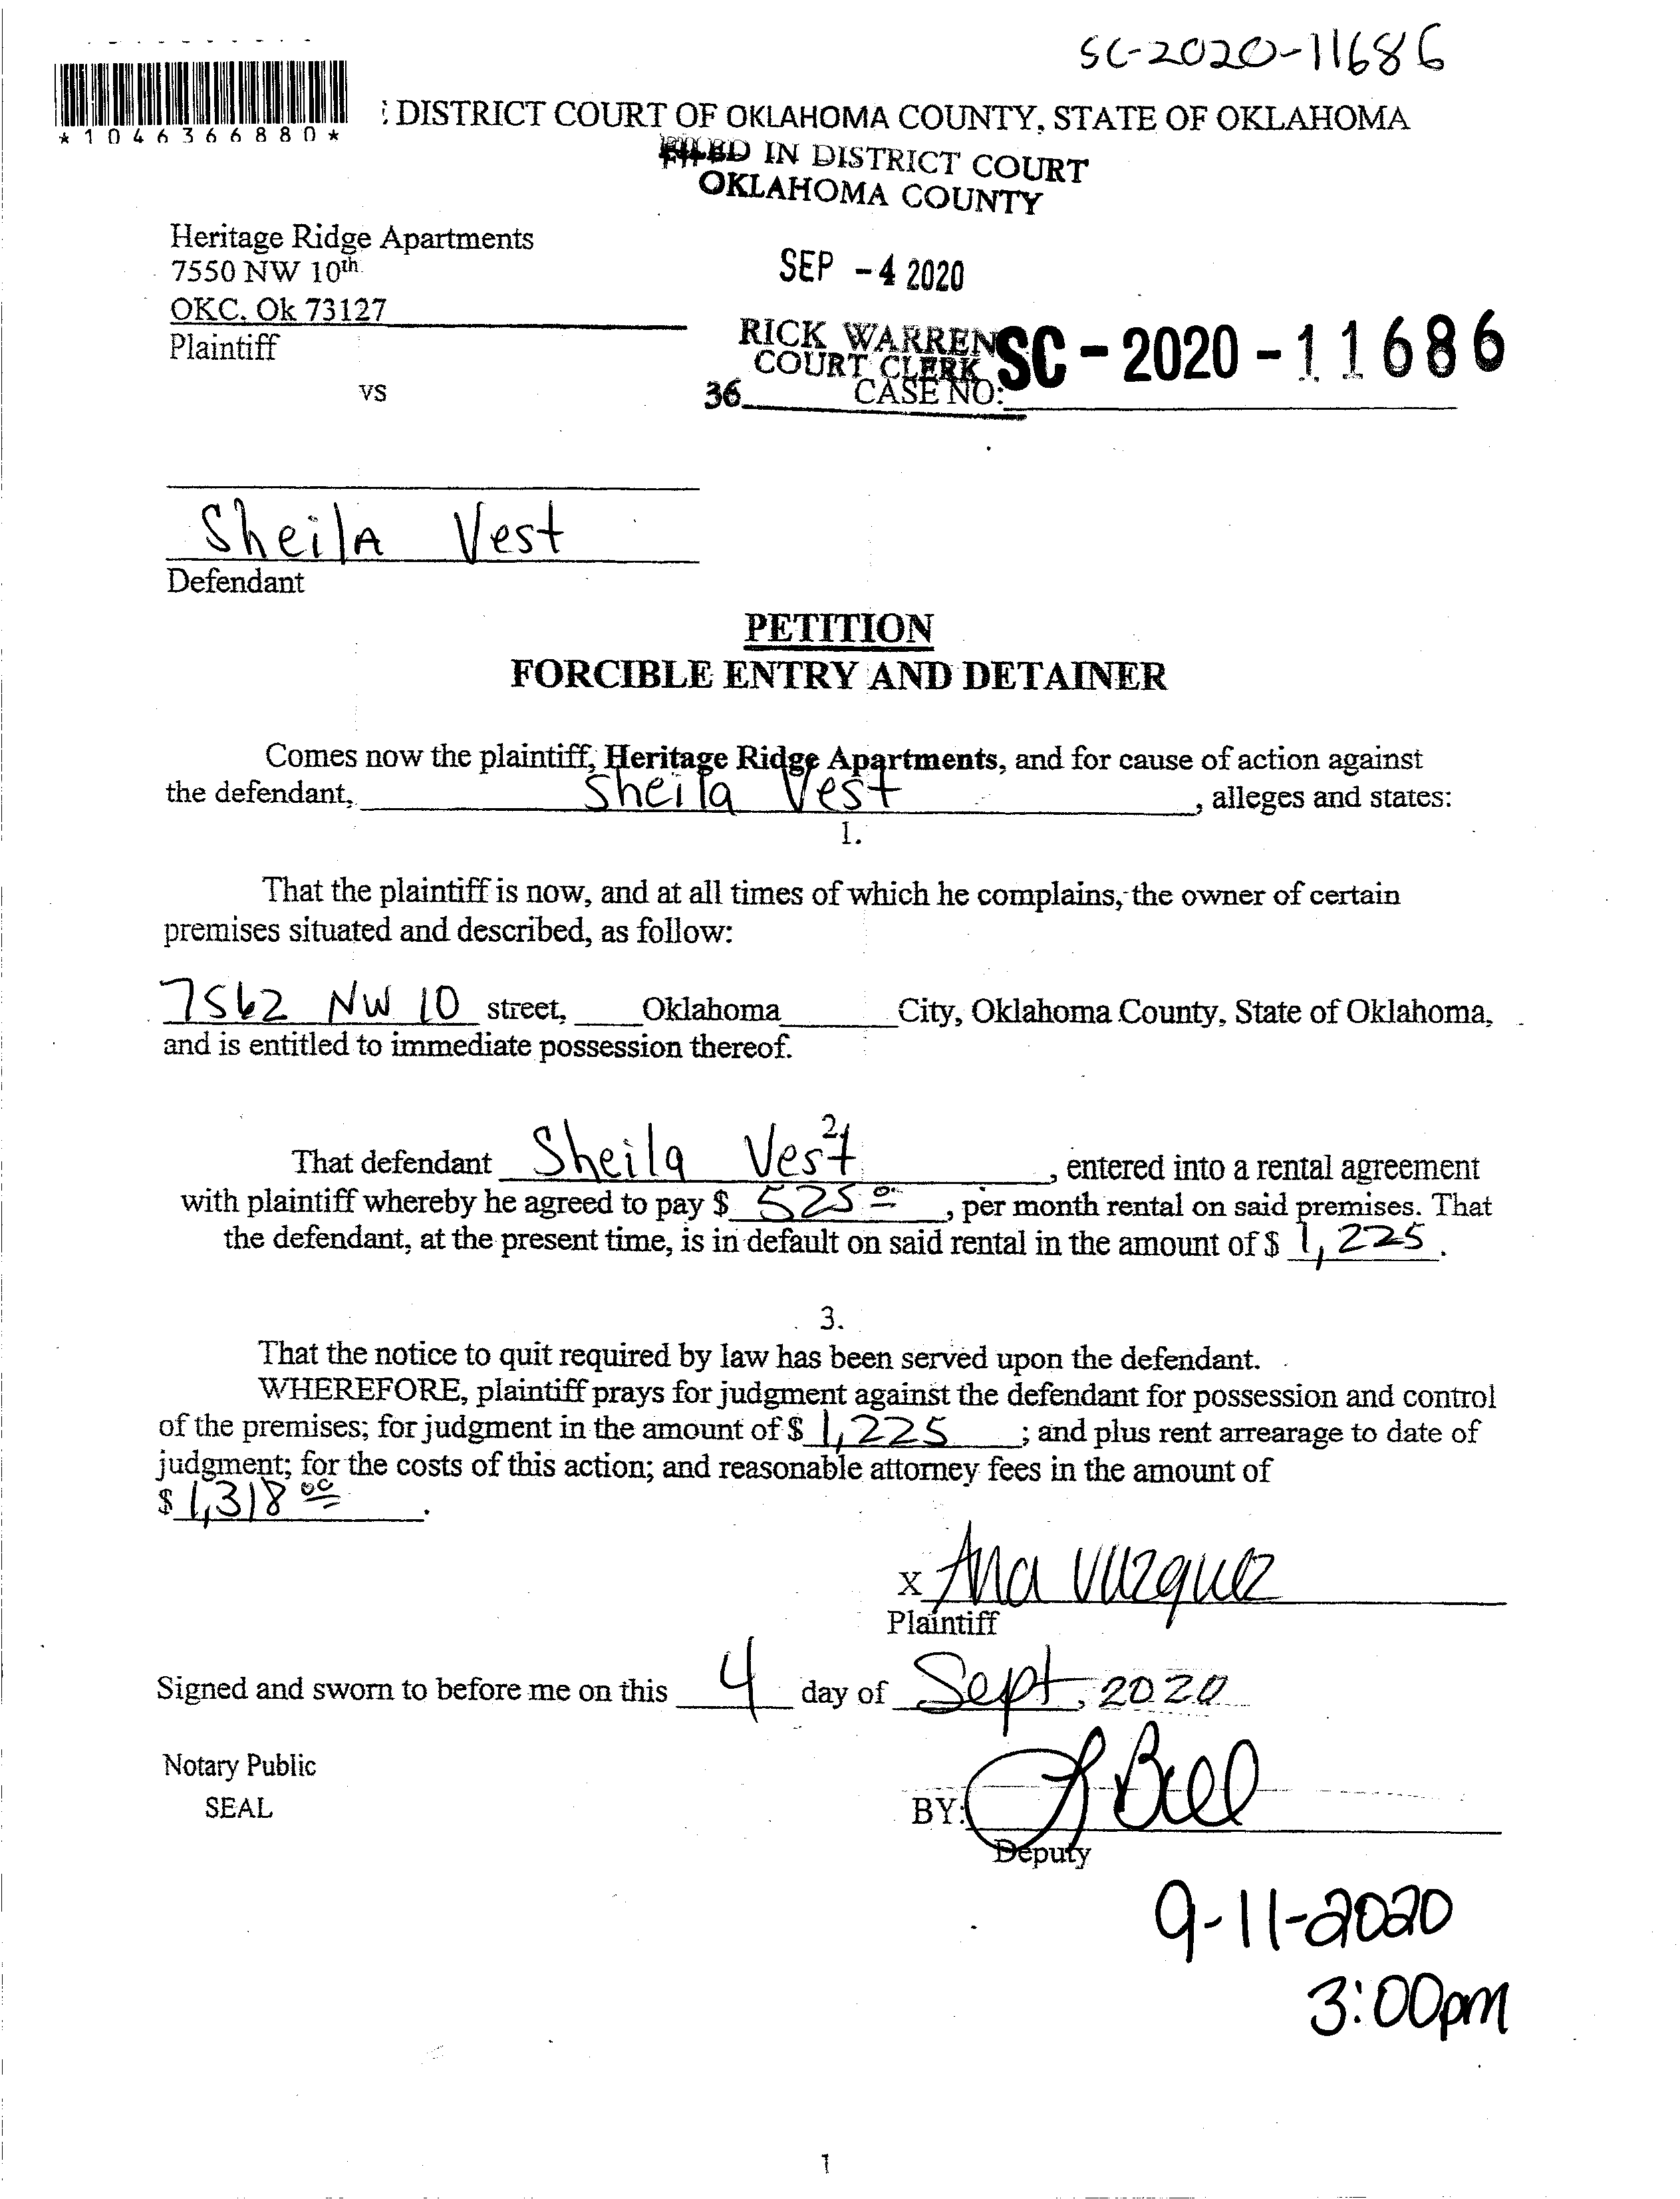 SC-2020-11686
*1046366880*
: DISTRICT COURT OF OKLAHOMA COUNTY, STATE OF OKLAHOMA
FILED IN DISTRICT COURT
OKLAHOMA COUNTY
Heritage Ridge Apartments
7550 NW 10th
OKC, Ok 73127
Plaintiff
SEP -4 2020
RICK WARREN
COURT CLERK
SC-2020-11686
vs
36 CASE NO:
Sheila Vest
Defendant
PETITION
FORCIBLE ENTRY AND DETAINER
Comes now the plaintiff, Heritage Ridge Apartments, and for cause of action against
the defendant, Sheila Vest, alleges and states:
1.
That the plaintiff is now, and at all times of which he complains, the owner of certain
premises situated and described, as follow:
7562 NW 10 street, Oklahoma City, Oklahoma County, State of Oklahoma,
and is entitled to immediate possession thereof.
2.
That defendant Sheila Vest, entered into a rental agreement
with plaintiff whereby he agreed to pay $ 525 00, per month rental on said premises. That
the defendant, at the present time, is in default on said rental in the amount of $ 1,225.
3.
That the notice to quit required by law has been served upon the defendant.
WHEREFORE, plaintiff prays for judgment against the defendant for possession and control
of the premises; for judgment in the amount of $ 1,225; and plus rent arrearage to date of
judgment; for the costs of this action; and reasonable attorney fees in the amount of
$ 1,318 00.
X Ana Vazquez
Plaintiff
Signed and sworn to before me on this 4 day of Sept, 2020
Notary Public
SEAL
BY:
Deputy
9-11-2020
3:00pm
1